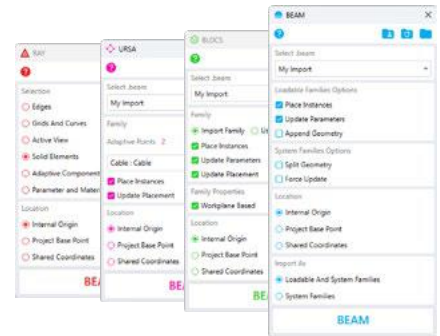 RAY
Selection
Edges
Grids And Curves
Active View
Solid Elements
Adaptive Component
Parameter and Mater
Location
Internal Origin
Project Base Point
Shared Coordinates
BEA
URSA
Select .beam
My Import
Family
Adaptive Points 2
Cable : Cable
Place Instances
Update Placement
Location
Internal Origin
Project Base Point
Shared Coordinates
BE
BLOCS
Select .beam
My Import
Family
Import Family
Place Instances
Update Parameters
Update Placement
Family Properties
Workplane Based
Location
Internal Origin
Project Base Point
Shared Coordinates
BE
BEAM
Select .beam
My Import
Loadable Families Options
Place Instances
Update Parameters
Append Geometry
System Families Options
Split Geometry
Force Update
Location
Internal Origin
Project Base Point
Shared Coordinates
Import As
Loadable And System Families
System Families
BEAM